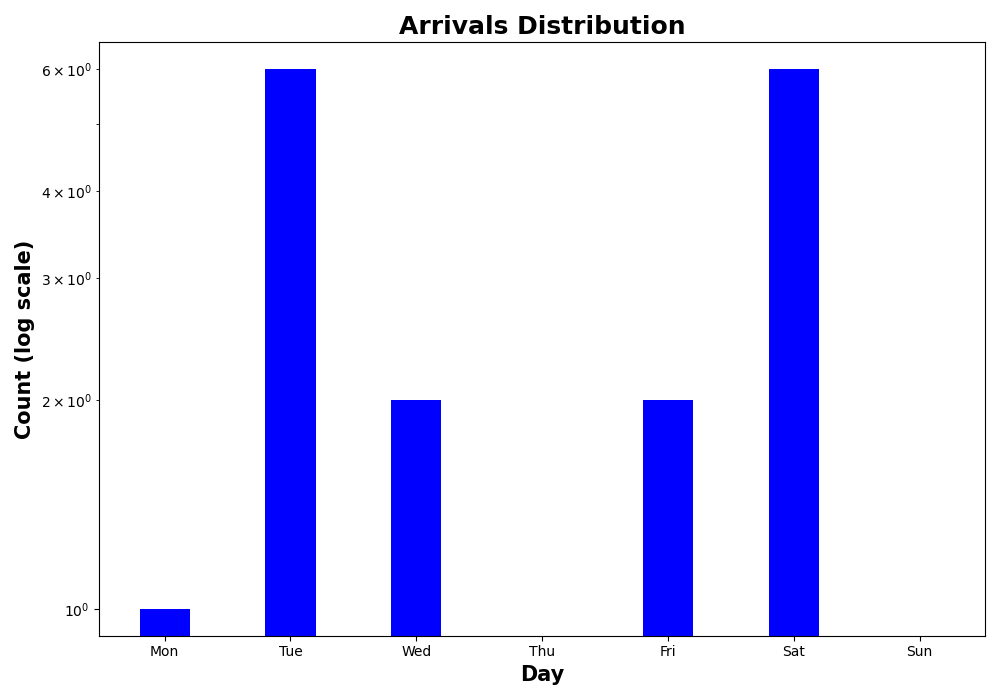 Arrivals Distribution
Count (log scale)
6 × 10⁰
4 × 10⁰
3 × 10⁰
2 × 10⁰
10⁰
Mon Tue Wed Thu Fri Sat Sun
Day